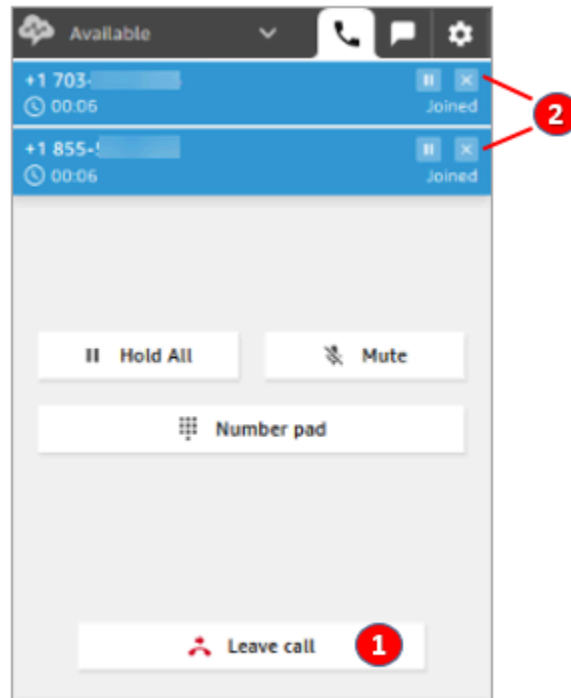 Available
+1 703-
00:06
Joined
2
+1 855-
00:06
Joined
Hold All
Mute
Number pad
Leave call
1